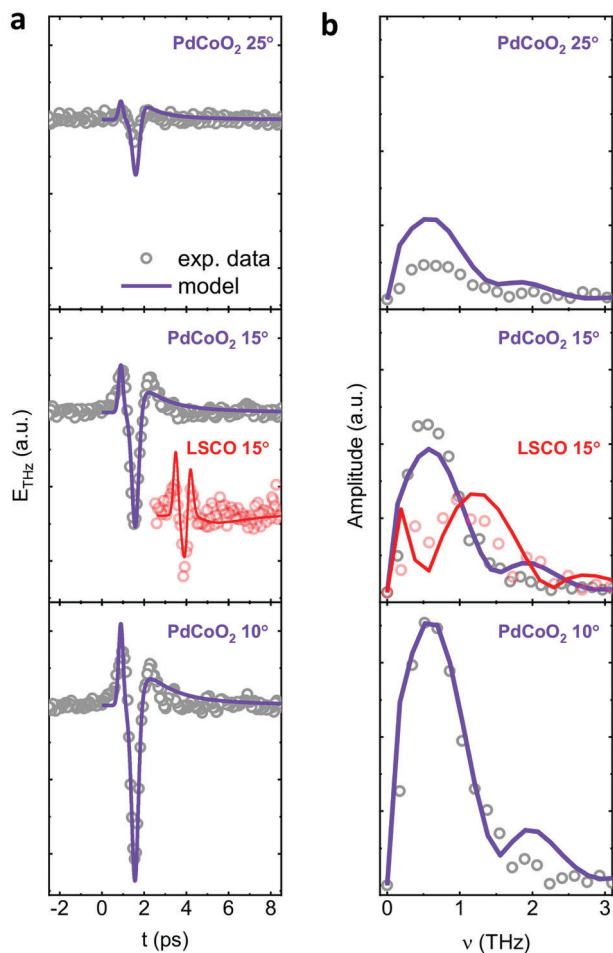 a
PdCoO₂ 25°
exp. data
model
PdCoO₂ 15°
LSCO 15°
PdCoO₂ 10°
E_THz (a.u.)
-2 0 2 4 6 8
t (ps)
b
PdCoO₂ 25°
PdCoO₂ 15°
LSCO 15°
PdCoO₂ 10°
Amplitude (a.u.)
0 1 2 3
ν (THz)